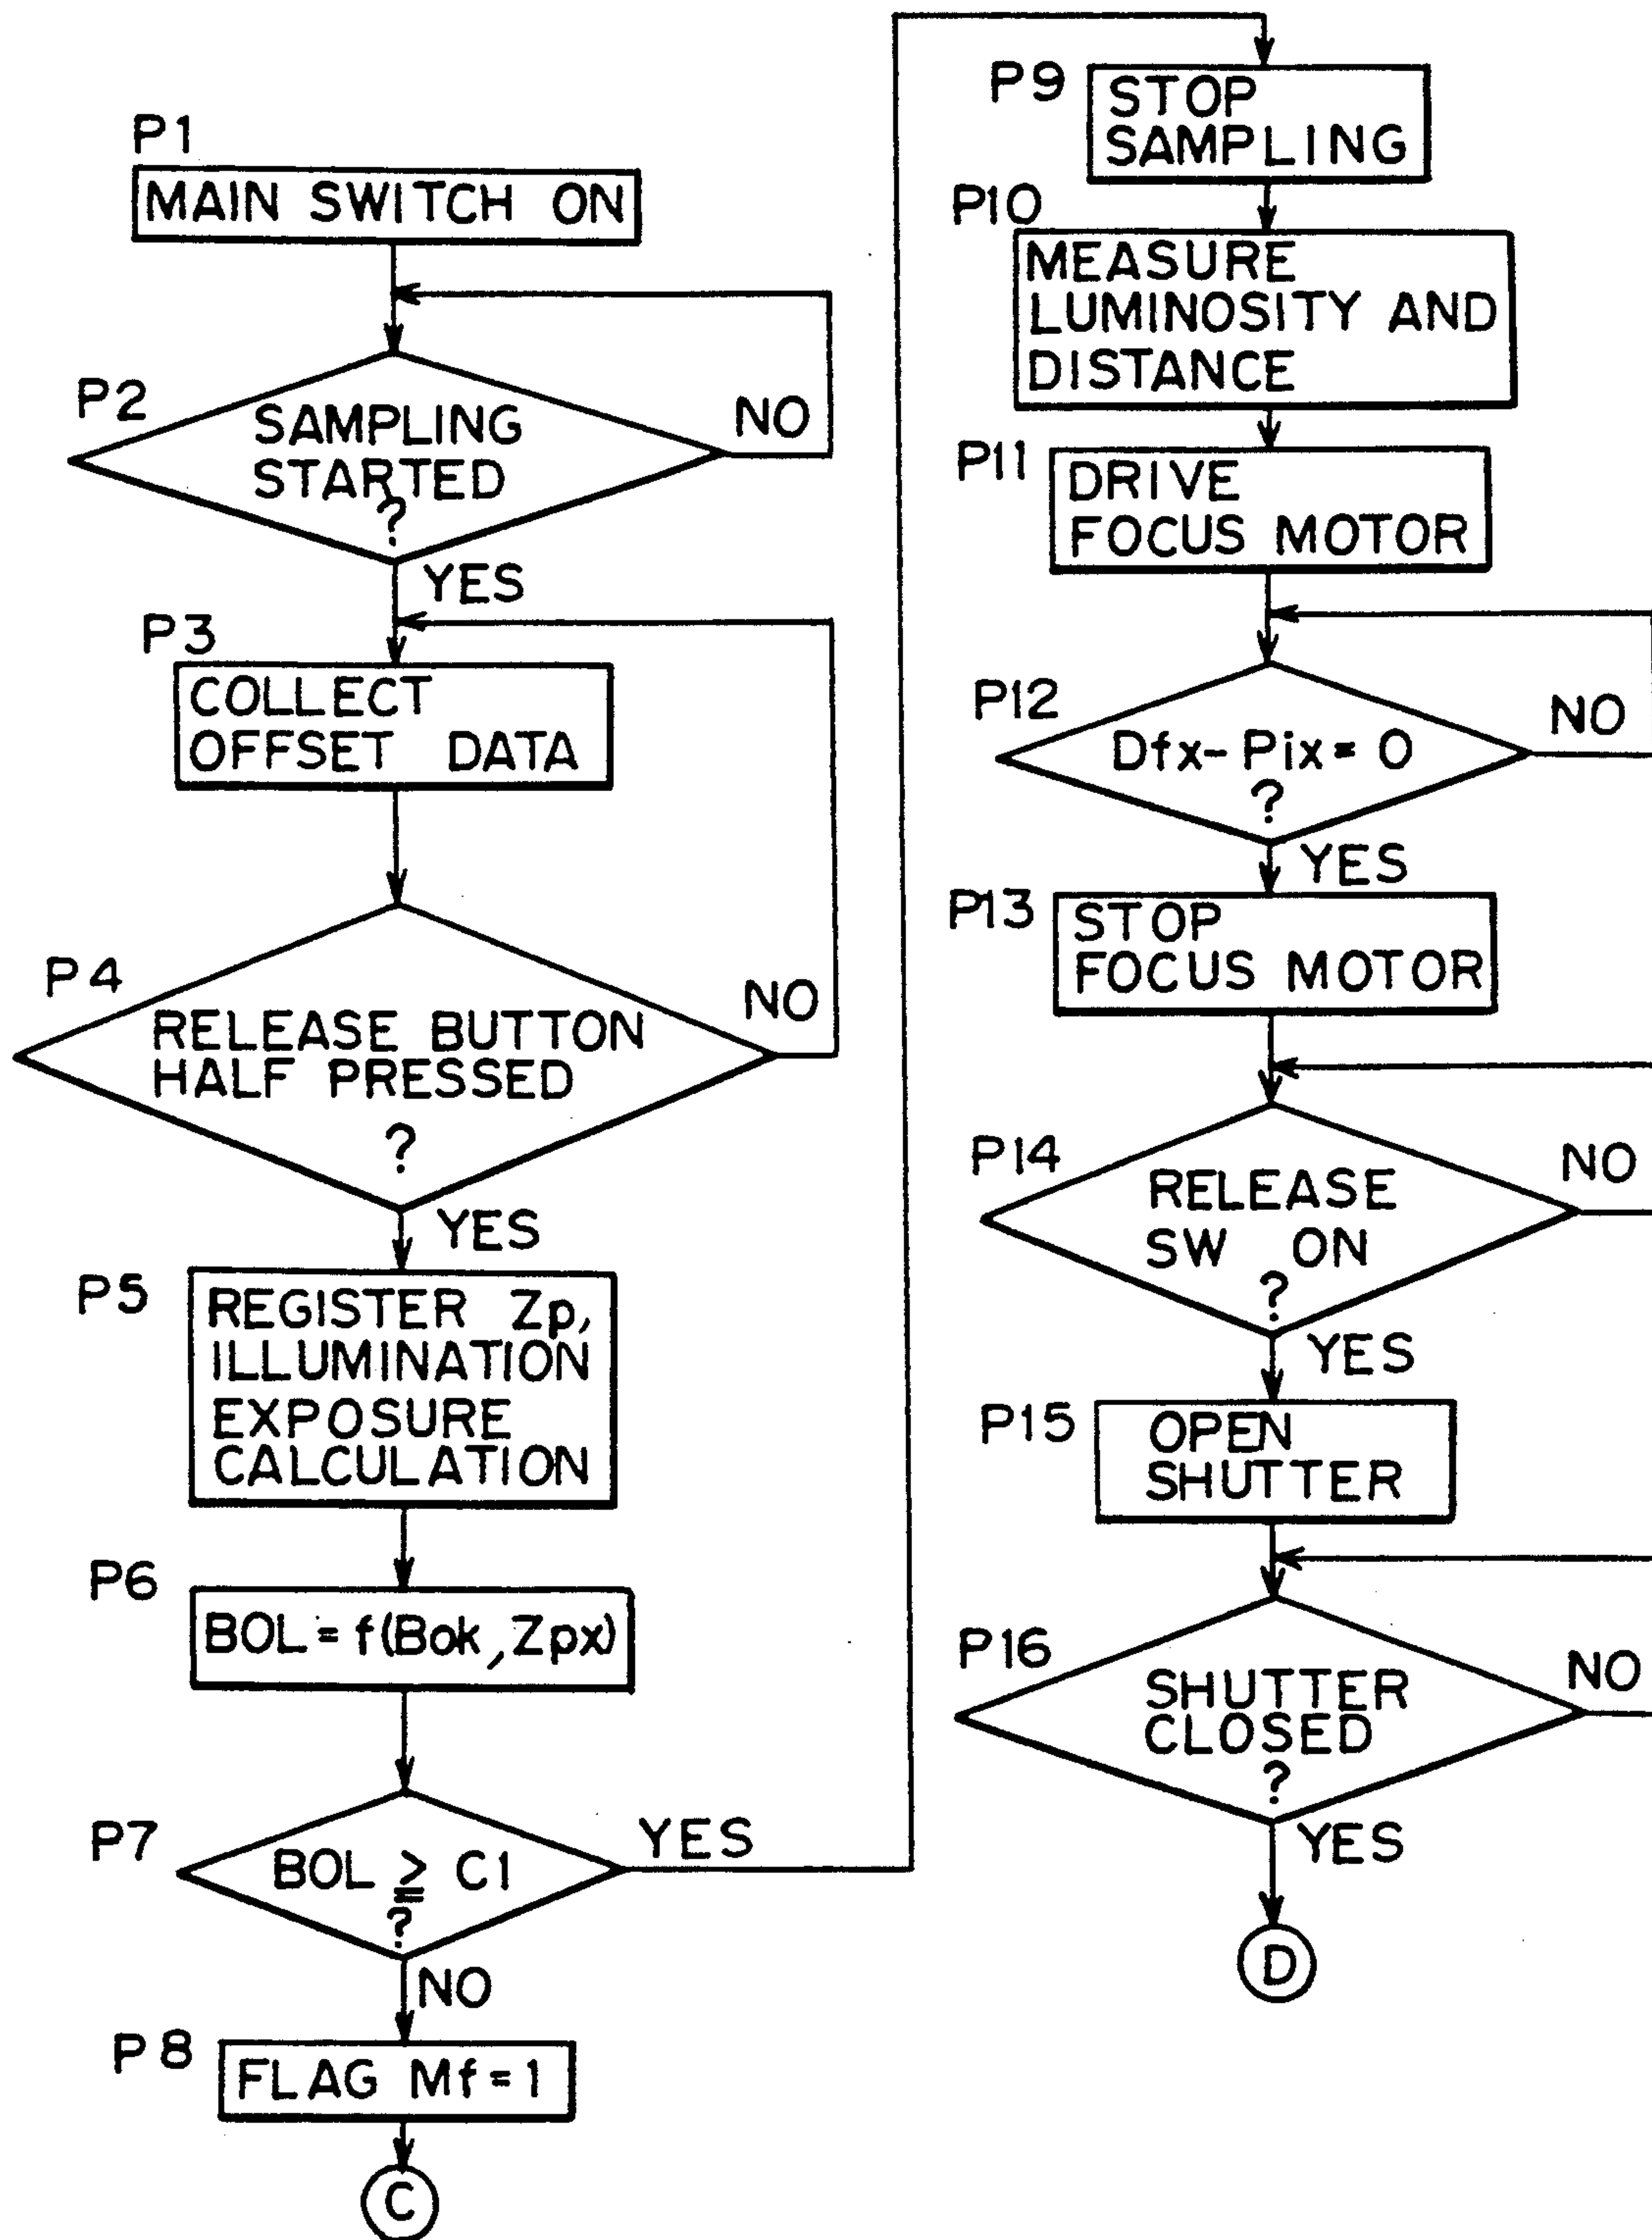 P1
MAIN SWITCH ON
P2
SAMPLING
STARTED
?
NO
YES
P3
COLLECT
OFFSET DATA
P4
RELEASE BUTTON
HALF PRESSED
?
NO
YES
P5
REGISTER Zp,
ILLUMINATION
EXPOSURE
CALCULATION
P6
BOL = f(Bok, Zpx)
P7
BOL ≧ C1
?
YES
NO
P8
FLAG Mf = 1
C
P9
STOP
SAMPLING
P10
MEASURE
LUMINOSITY AND
DISTANCE
P11
DRIVE
FOCUS MOTOR
P12
Dfx - Pix = 0
?
NO
YES
P13
STOP
FOCUS MOTOR
P14
RELEASE
SW ON
?
NO
YES
P15
OPEN
SHUTTER
P16
SHUTTER
CLOSED
?
NO
YES
D